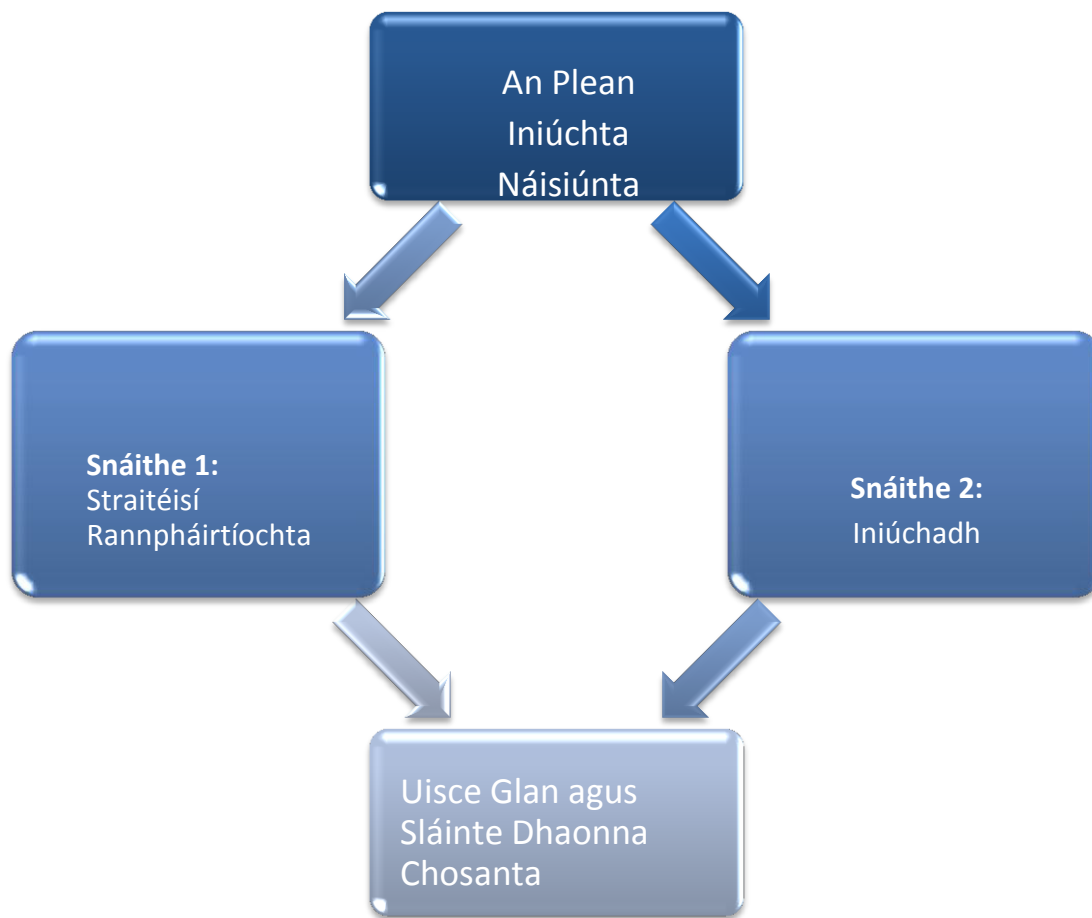 An Plean
Iniúchta
Náisiúnta
Snáithe 1:
Straitéisí
Rannpháirtíochta
Snáithe 2:
Iniúchadh
Uisce Glan agus
Sláinte Dhaonna
Chosanta